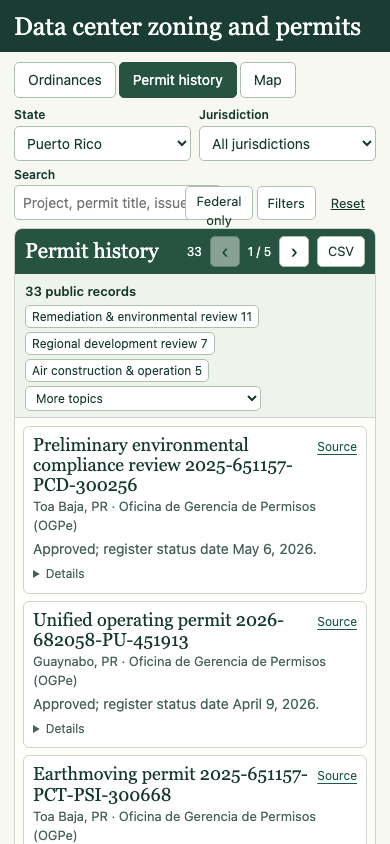 Data center zoning and permits
Ordinances
Permit history
Map
State
Jurisdiction
Puerto Rico
All jurisdictions
Search
Project, permit title, issue
Federal only
Filters
Reset
Permit history
33
‹
1 / 5
›
CSV
33 public records
Remediation & environmental review 11
Regional development review 7
Air construction & operation 5
More topics
Preliminary environmental
compliance review 2025-651157-
PCD-300256
Source
Toa Baja, PR · Oficina de Gerencia de Permisos
(OGPe)
Approved; register status date May 6, 2026.
Details
Unified operating permit 2026-
682058-PU-451913
Source
Guaynabo, PR · Oficina de Gerencia de Permisos
(OGPe)
Approved; register status date April 9, 2026.
Details
Earthmoving permit 2025-651157-
PCT-PSI-300668
Source
Toa Baja, PR · Oficina de Gerencia de Permisos
(OGPe)